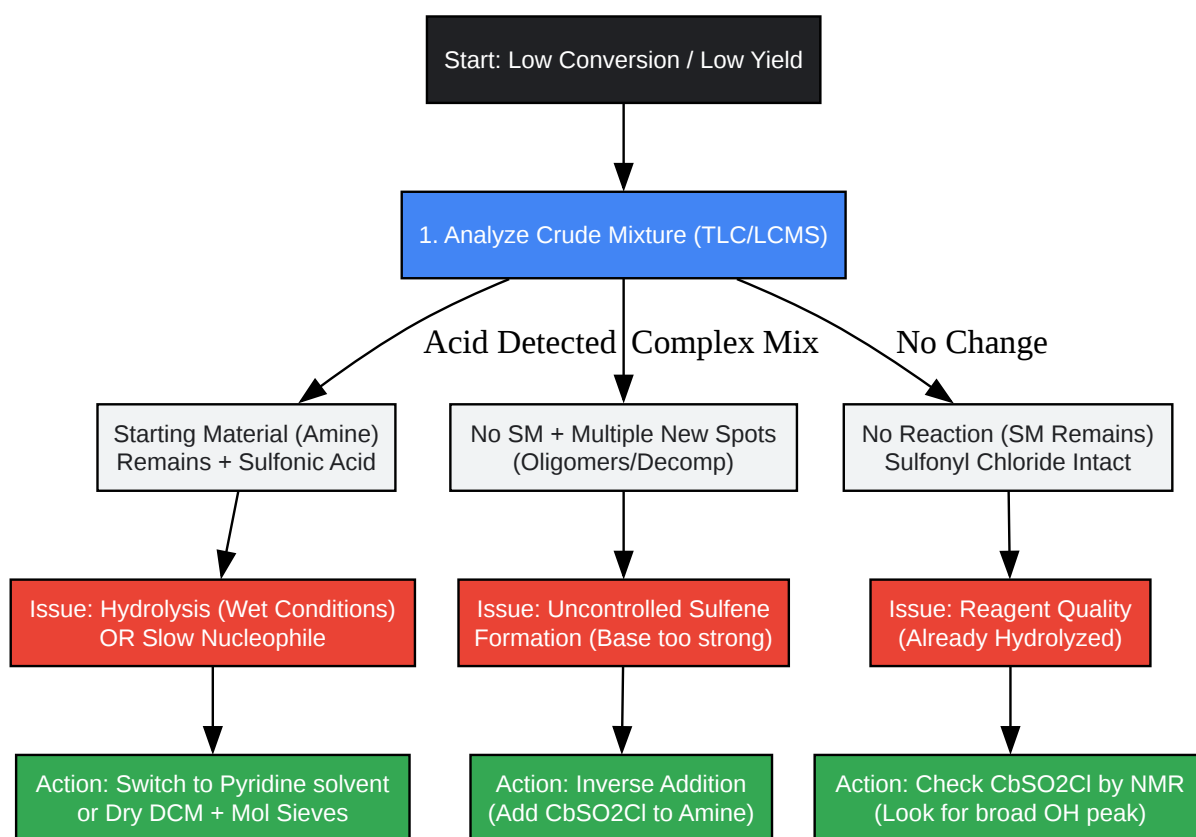 Start: Low Conversion / Low Yield
1. Analyze Crude Mixture (TLC/LCMS)
Acid Detected
Complex Mix
No Change
Starting Material (Amine)
Remains + Sulfonic Acid
No SM + Multiple New Spots
(Oligomers/Decomp)
No Reaction (SM Remains)
Sulfonyl Chloride Intact
Issue: Hydrolysis (Wet Conditions)
OR Slow Nucleophile
Issue: Uncontrolled Sulfene
Formation (Base too strong)
Issue: Reagent Quality
(Already Hydrolyzed)
Action: Switch to Pyridine solvent
or Dry DCM + Mol Sieves
Action: Inverse Addition
(Add CbSO2Cl to Amine)
Action: Check CbSO2Cl by NMR
(Look for broad OH peak)